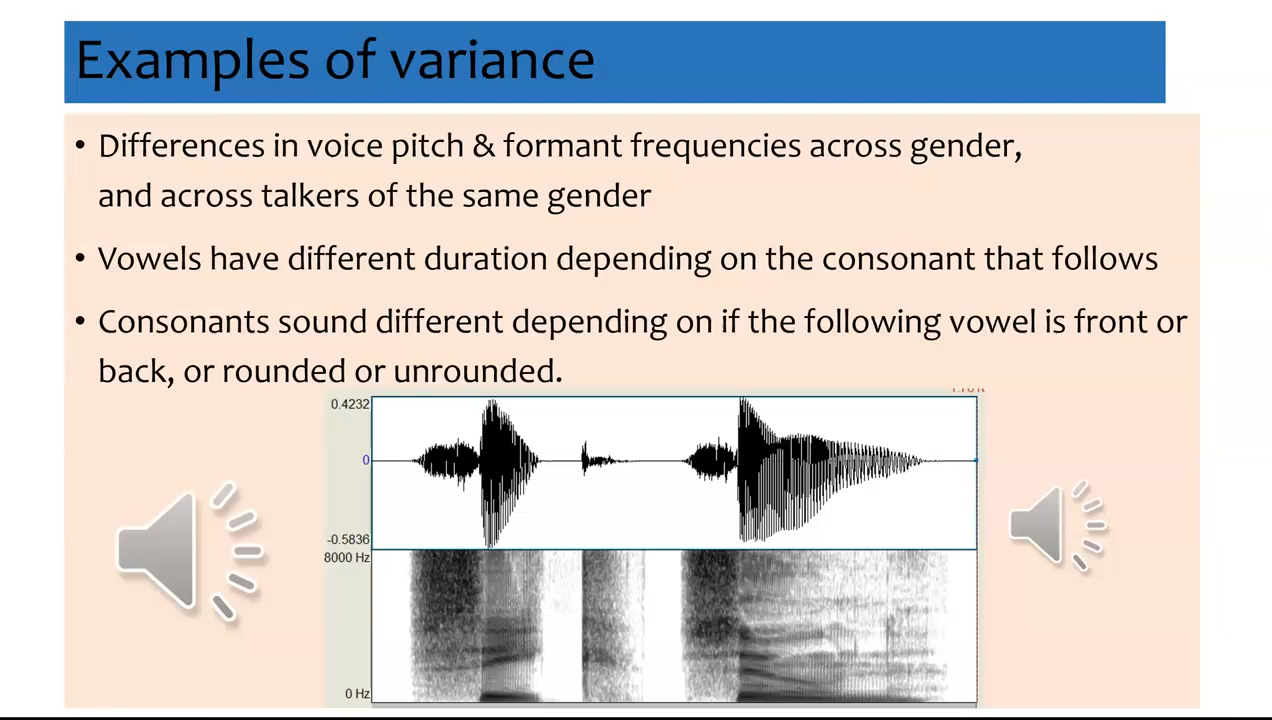 Examples of variance
• Differences in voice pitch & formant frequencies across gender,
and across talkers of the same gender
• Vowels have different duration depending on the consonant that follows
• Consonants sound different depending on if the following vowel is front or
back, or rounded or unrounded.
0.4232
0
-0.5836
8000 Hz
0 Hz